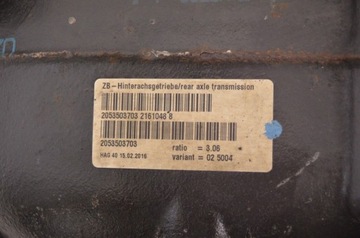 ZB-Hinterachsgetriebe/rear axle transmission
2053503703 2161048 8
2053503703
ratio = 3.06
HAG 40 15.02.2016
variant = 02 5004